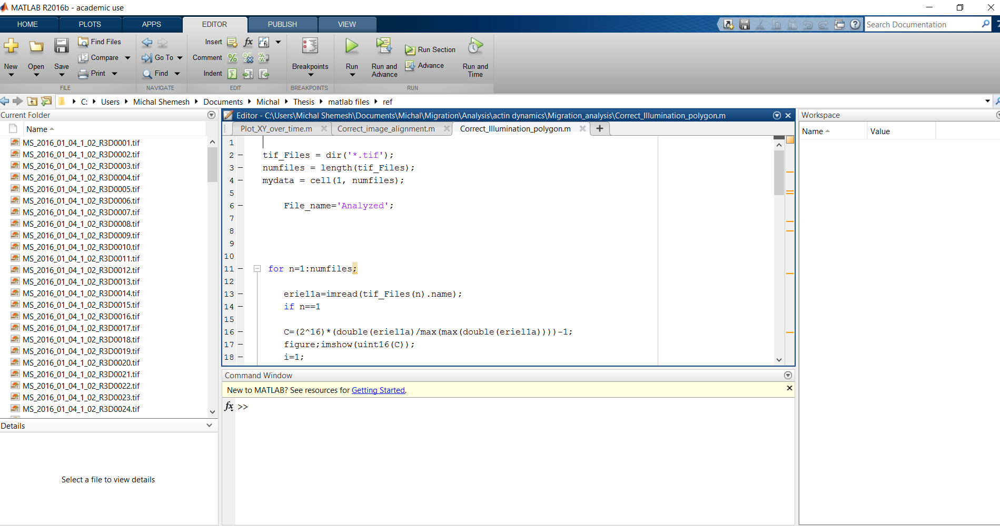 MATLAB R2016b - academic use
HOME PLOTS APPS EDITOR PUBLISH VIEW
Search Documentation
New Open Save Find Files Compare Print
Go To Find
Insert Comment Indent
Breakpoints
Run Run and Advance Run Section Advance Run and Time
FILE NAVIGATE EDIT BREAKPOINTS RUN
C: Users Michal Shemesh Documents Michal Thesis matlab files ref
Current Folder
Name
MS_2016_01_04_1_02_R3D0001.tif
MS_2016_01_04_1_02_R3D0002.tif
MS_2016_01_04_1_02_R3D0003.tif
MS_2016_01_04_1_02_R3D0004.tif
MS_2016_01_04_1_02_R3D0005.tif
MS_2016_01_04_1_02_R3D0006.tif
MS_2016_01_04_1_02_R3D0007.tif
MS_2016_01_04_1_02_R3D0008.tif
MS_2016_01_04_1_02_R3D0009.tif
MS_2016_01_04_1_02_R3D0010.tif
MS_2016_01_04_1_02_R3D0011.tif
MS_2016_01_04_1_02_R3D0012.tif
MS_2016_01_04_1_02_R3D0013.tif
MS_2016_01_04_1_02_R3D0014.tif
MS_2016_01_04_1_02_R3D0015.tif
MS_2016_01_04_1_02_R3D0016.tif
MS_2016_01_04_1_02_R3D0017.tif
MS_2016_01_04_1_02_R3D0018.tif
MS_2016_01_04_1_02_R3D0019.tif
MS_2016_01_04_1_02_R3D0020.tif
MS_2016_01_04_1_02_R3D0021.tif
MS_2016_01_04_1_02_R3D0022.tif
MS_2016_01_04_1_02_R3D0023.tif
MS_2016_01_04_1_02_R3D0024.tif
Details
Select a file to view details
Editor - C:\Users\Michal Shemesh\Documents\Michal\Migration\Analysis\actin dynamics\Migration_analysis\Correct_Illumination_polygon.m
Plot_XY_over_time.m Correct_image_alignment.m Correct_Illumination_polygon.m
1
2 tif_Files = dir('*.tif');
3 numfiles = length(tif_Files);
4 mydata = cell(1, numfiles);
5
6 File_name='Analyzed';
7
8
9
10
11 for n=1:numfiles;
12
13 eriel1a=imread(tif_Files(n).name);
14 if n==1
15
16 C=(2^16)*(double(eriel1a)/max(max(double(eriel1a))))-1;
17 figure;imshow(uint16(C));
18 i=1;
Command Window
New to MATLAB? See resources for Getting Started.
fx >>
Workspace
Name Value